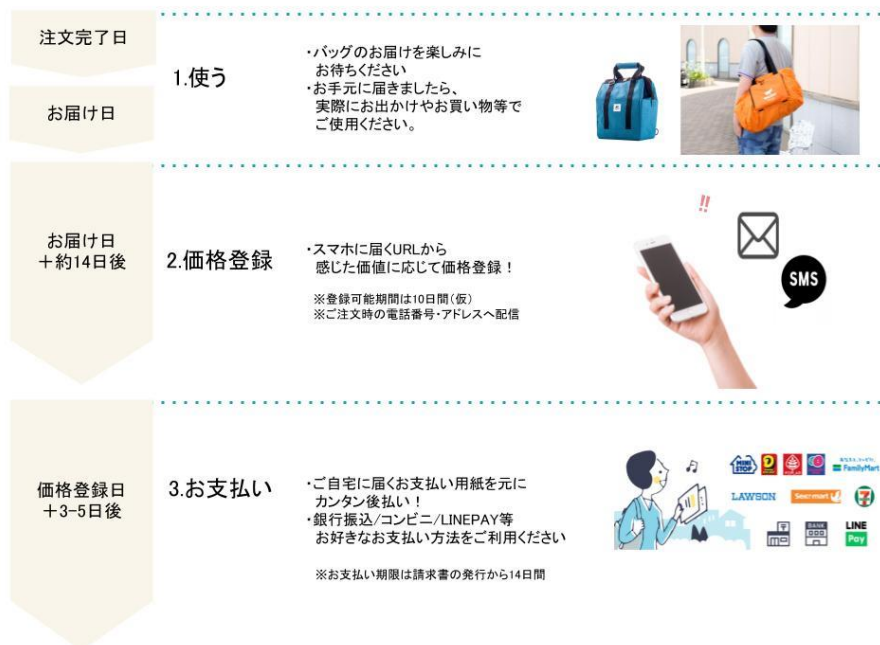 注文完了日
お届け日
1.使う
・バッグのお届けを楽しみに
お待ちください
・お手元に届きましたら、
実際にお出かけやお買い物等で
ご使用ください。
お届け日
＋約14日後
2.価格登録
・スマホに届くURLから
感じた価値に応じて価格登録！
※登録可能期間は10日間(仮)
※ご注文時の電話番号・アドレスへ配信
!!
SMS
価格登録日
＋3-5日後
3.お支払い
・ご自宅に届くお支払い用紙を元に
カンタン後払い！
・銀行振込/コンビニ/LINEPAY等
お好きなお支払い方法をご利用ください
※お支払い期限は請求書の発行から14日間
MINI
STOP
FamilyMart
LAWSON
Seicomart
7
BANK
LINE
Pay